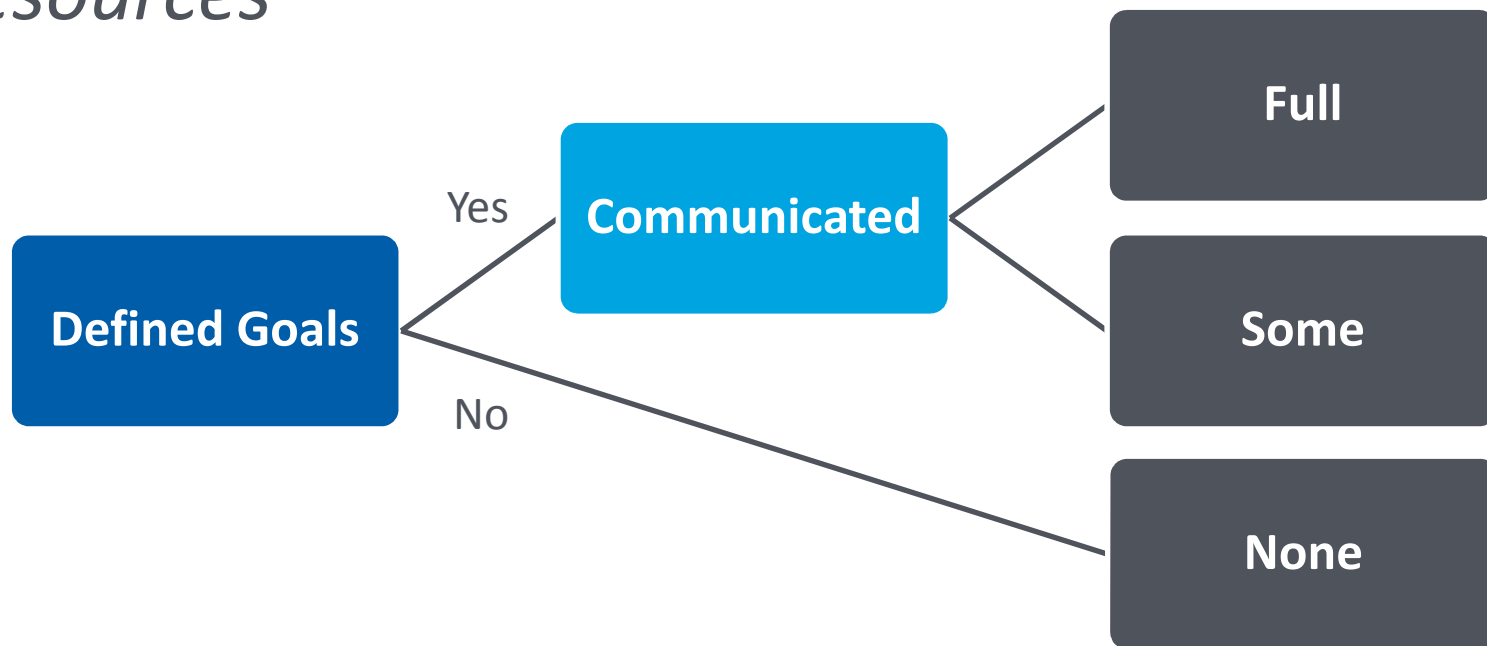 Full
Yes
Communicated
Defined Goals
Some
No
None